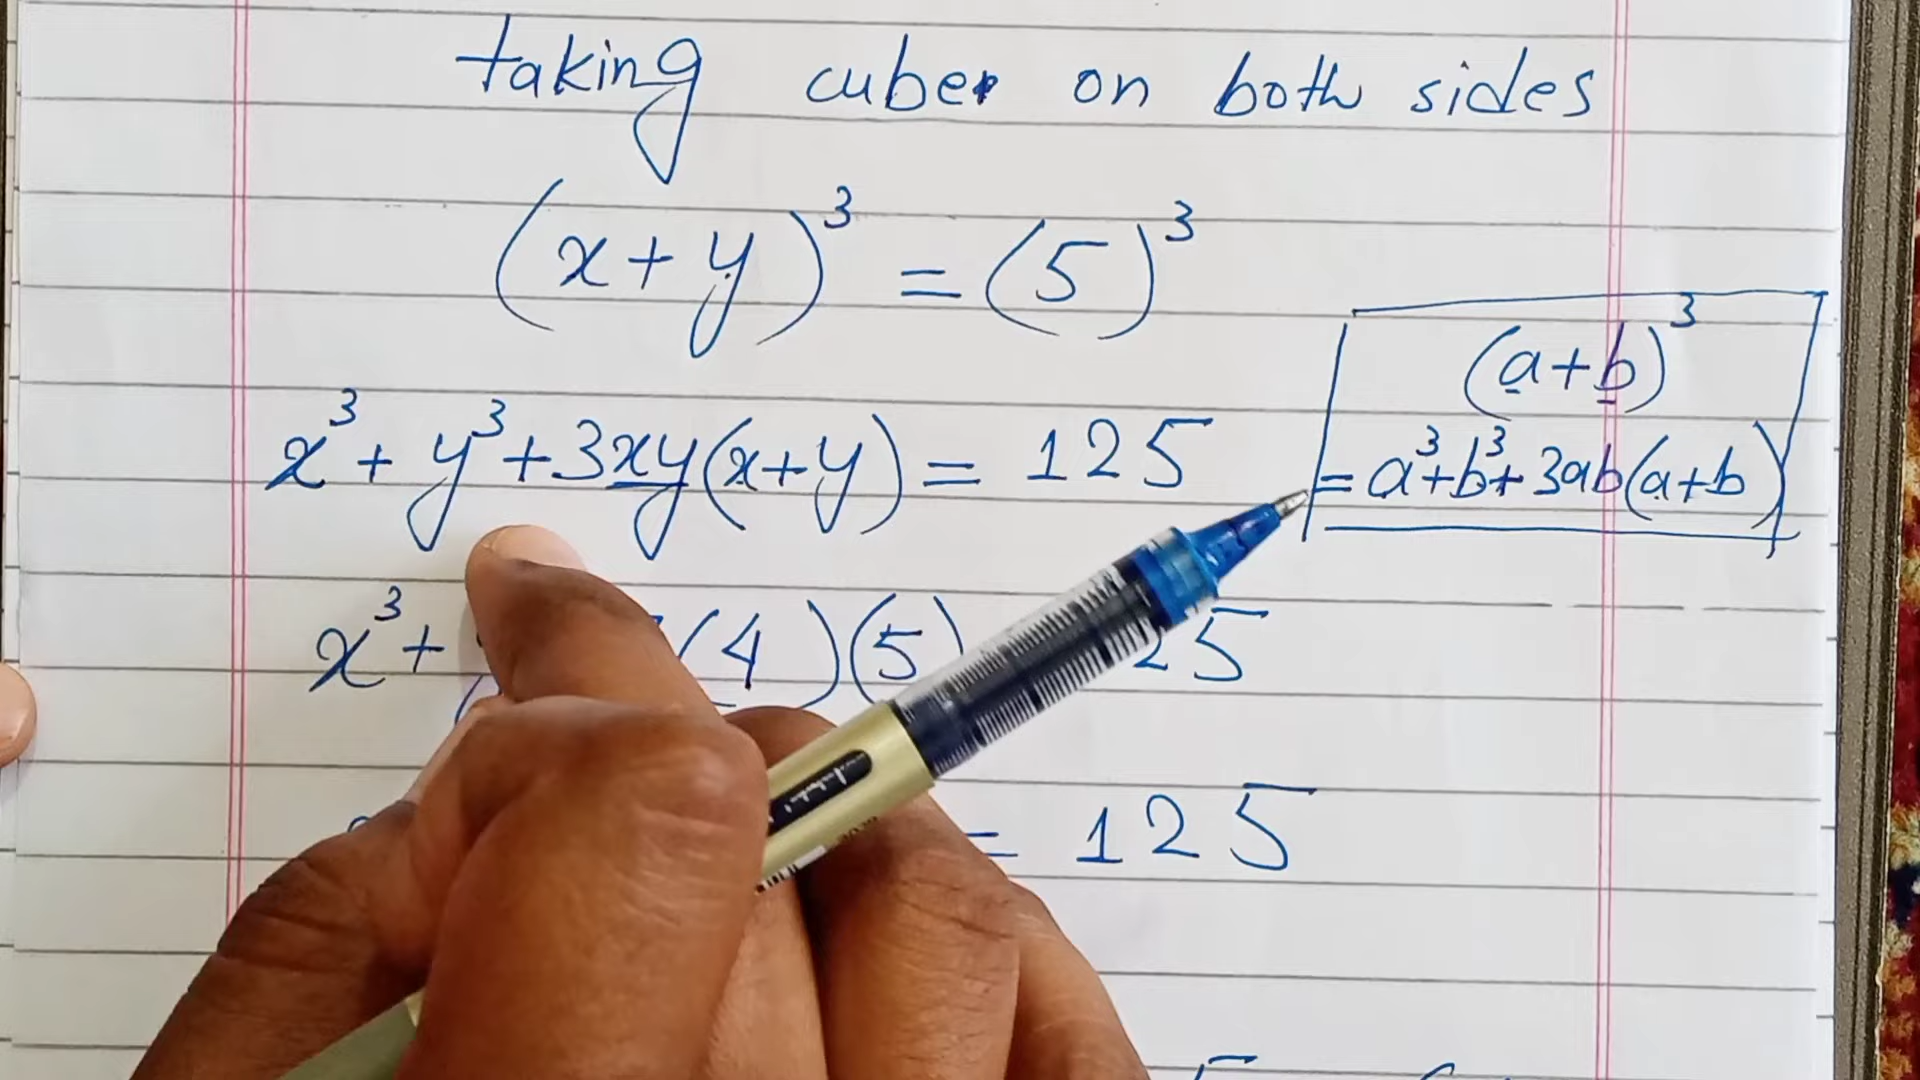 taking cube on both sides
(x+y)³ = (5)³
x³ + y³ + 3xy(x+y) = 125
(a+b)³
= a³+b³+3ab(a+b)
x³ + (4)(5) 25
= 125
5